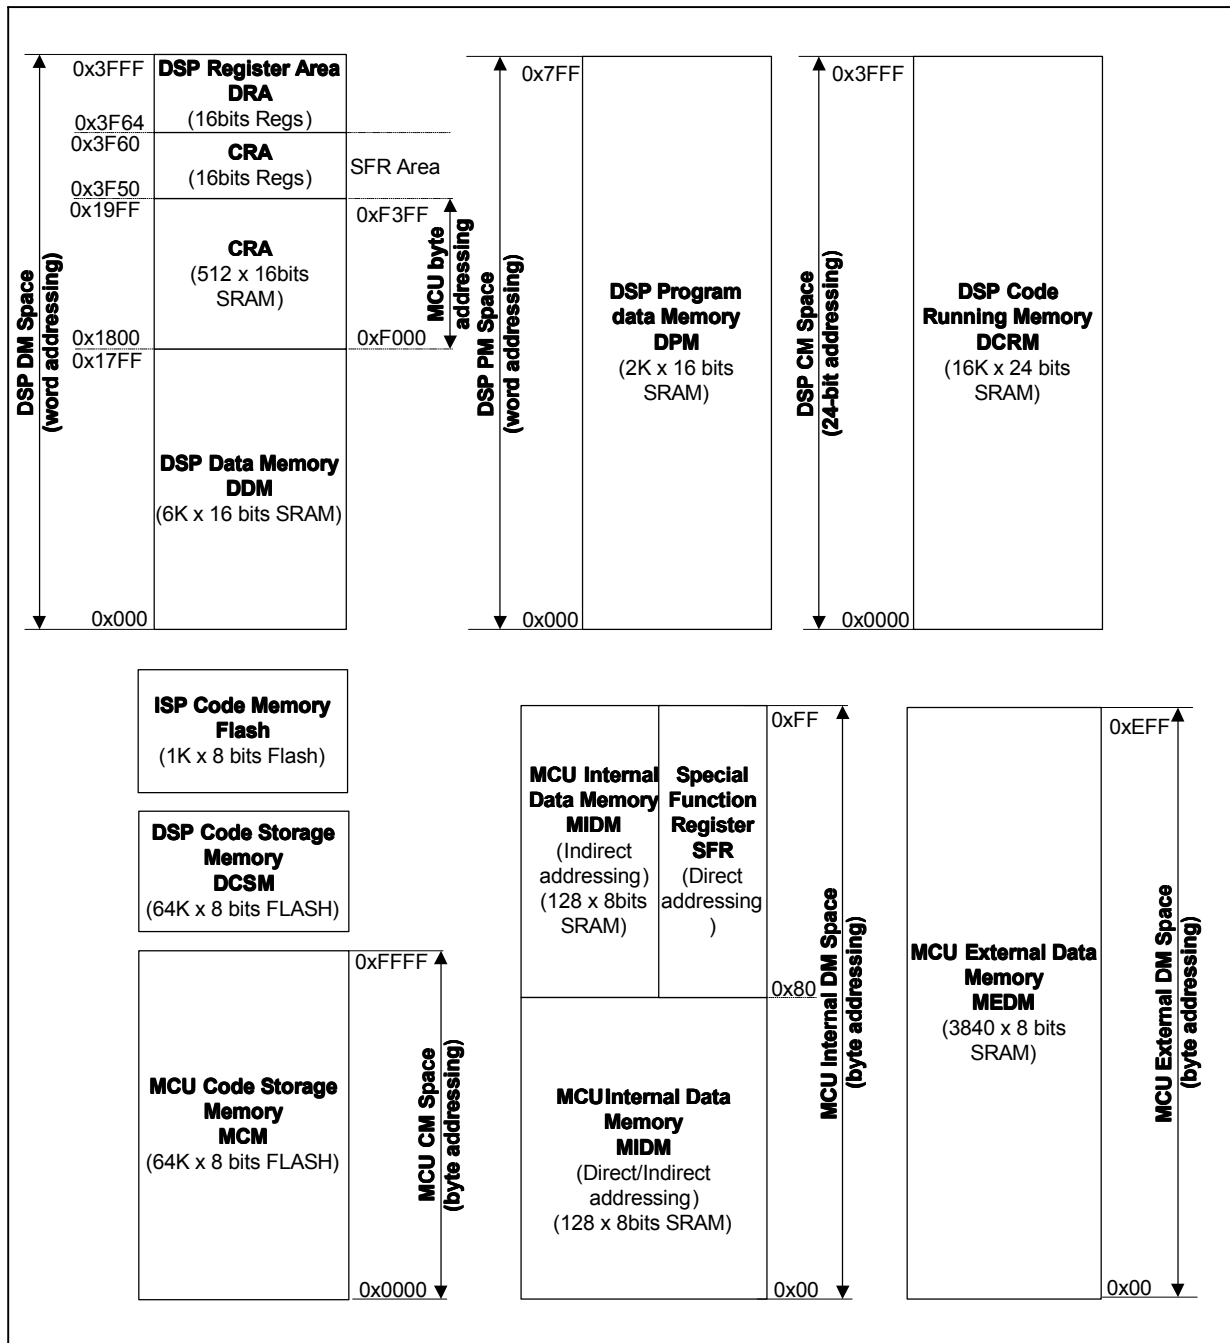 0x3FFF
DSP Register Area
DRA
(16bits Regs)
0x3F64
0x3F60
CRA
(16bits Regs)
SFR Area
0x3F50
0x19FF
0xF3FF
CRA
(512 x 16bits
SRAM)
MCU byte
addressing
0x1800
0xF000
0x17FF
DSP Data Memory
DDM
(6K x 16 bits SRAM)
0x000
DSP DM Space
(word addressing)
0x7FF
DSP Program
data Memory
DPM
(2K x 16 bits
SRAM)
0x000
DSP PM Space
(word addressing)
0x3FFF
DSP Code
Running Memory
DCRM
(16K x 24 bits
SRAM)
0x0000
DSP CM Space
(24-bit addressing)
ISP Code Memory
Flash
(1K x 8 bits Flash)
DSP Code Storage
Memory
DCSM
(64K x 8 bits FLASH)
0xFFFF
MCU Code Storage
Memory
MCM
(64K x 8 bits FLASH)
0x0000
MCU CM Space
(byte addressing)
0xFF
MCU Internal
Data Memory
MIDM
(Indirect
addressing)
(128 x 8bits
SRAM)
Special
Function
Register
SFR
(Direct
addressing
)
0x80
MCU Internal Data
Memory
MIDM
(Direct/Indirect
addressing)
(128 x 8bits SRAM)
0x00
MCU Internal DM Space
(byte addressing)
0xEFF
MCU External Data
Memory
MEDM
(3840 x 8 bits
SRAM)
0x00
MCU External DM Space
(byte addressing)